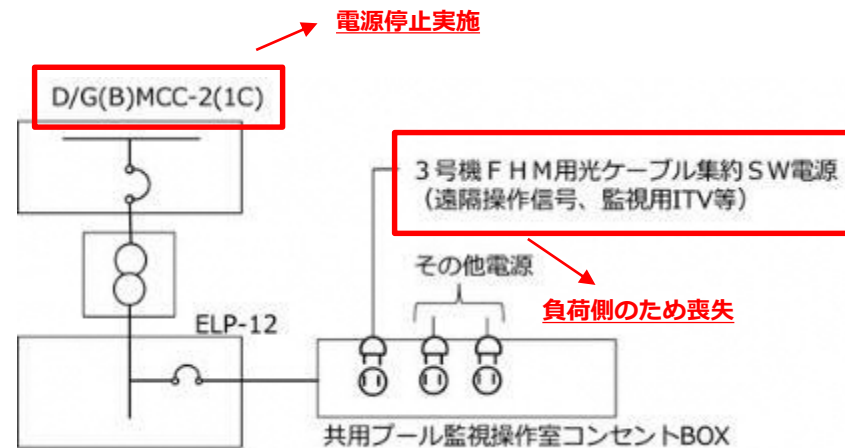 電源停止実施
D/G(B)MCC-2(1C)
3号機FHM用光ケーブル集約SW電源
(遠隔操作信号、監視用ITV等)
その他電源
負荷側のため喪失
ELP-12
共用プール監視操作室コンセントBOX